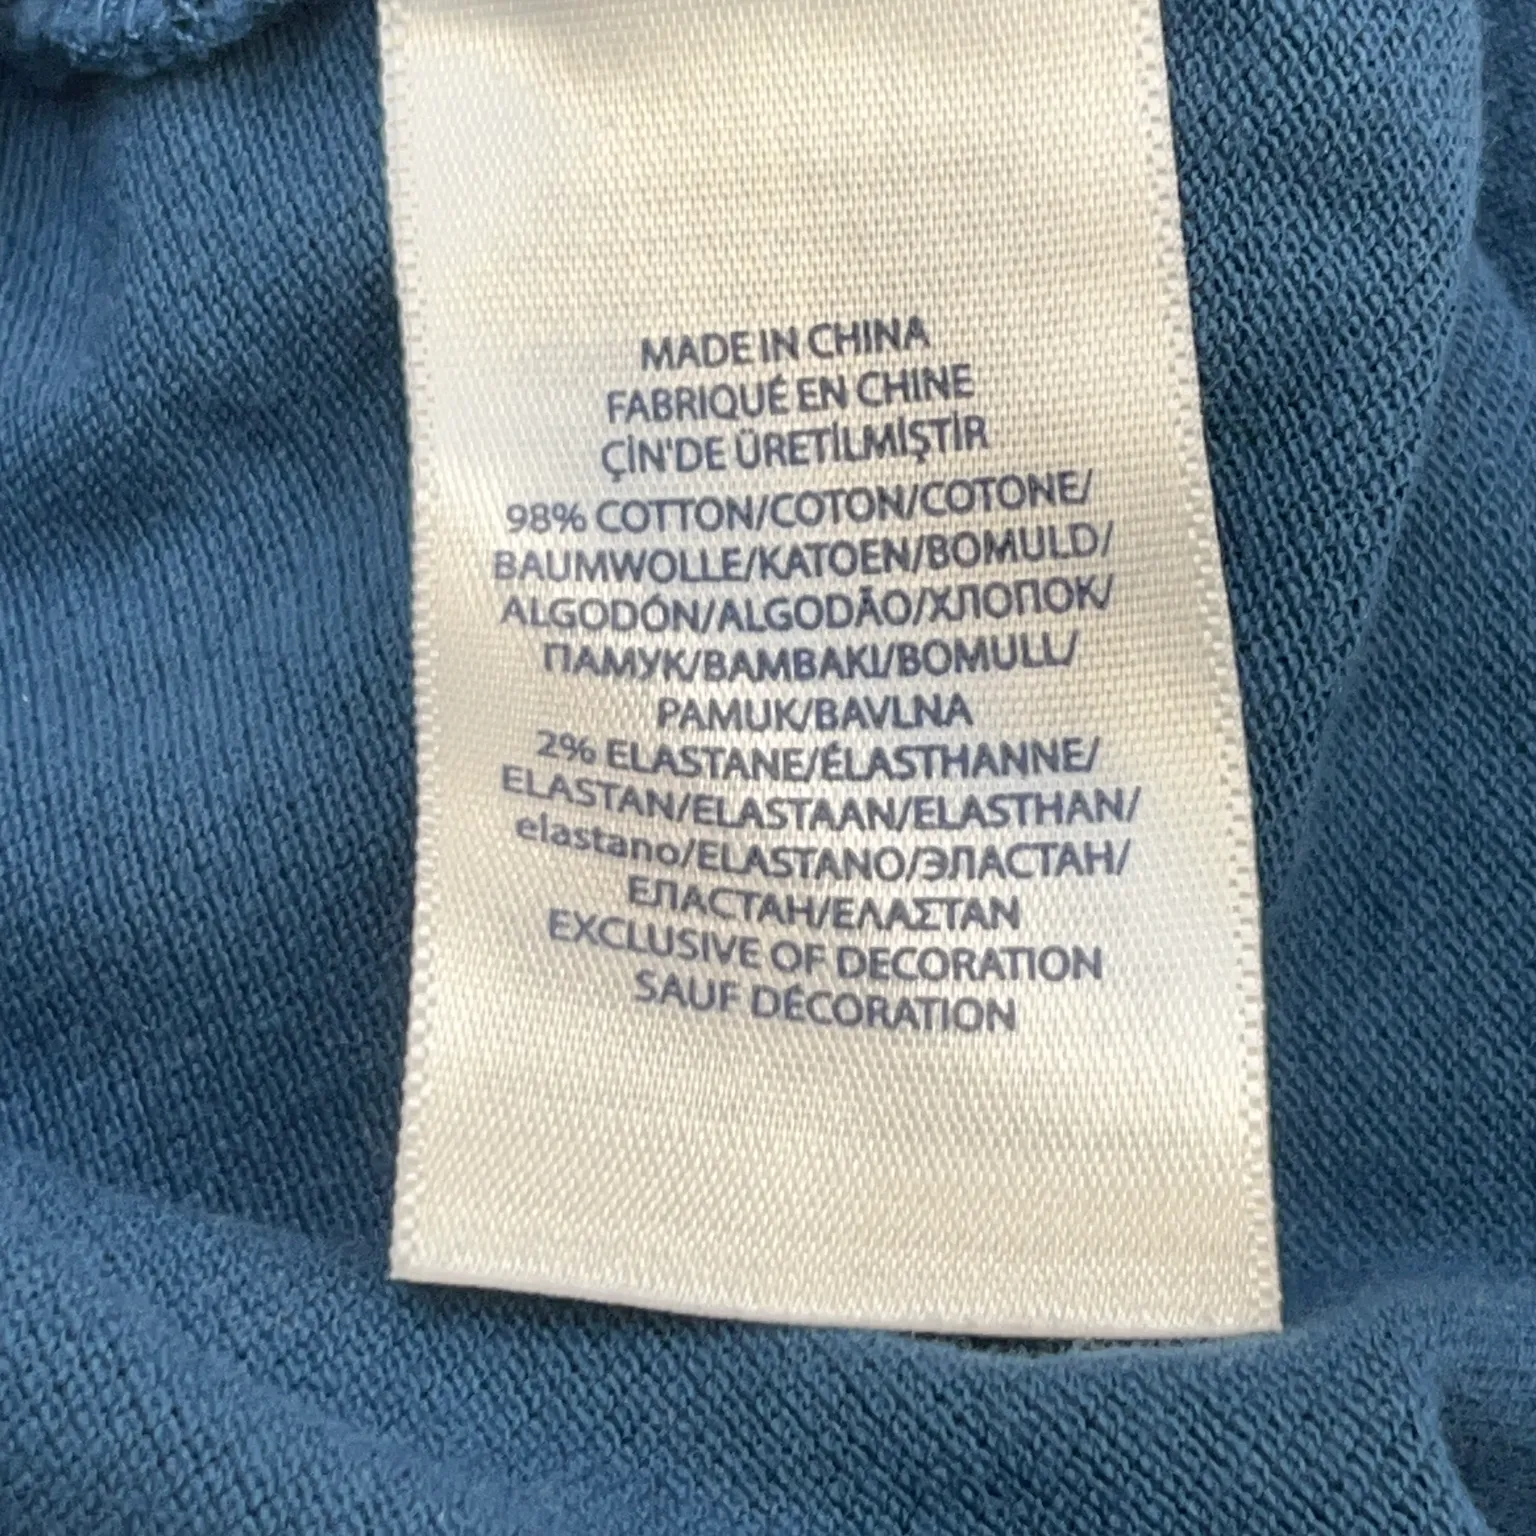 MADE IN CHINA
FABRIQUÉ EN CHINE
ÇİN'DE ÜRETİLMİŞTİR
98% COTTON/COTON/COTONE/
BAUMWOLLE/KATOEN/BOMULD/
ALGODÓN/ALGODÃO/ХЛОПОК/
ПАМУК/BAMBAKI/BOMULL/
PAMUK/BAVLNA
2% ELASTANE/ÉLASTHANNE/
ELASTAN/ELASTAAN/ELASTHAN/
elastano/ELASTANO/ЭЛАСТАН/
ЕЛАСТАН/ΕΛΑΣΤΑΝ
EXCLUSIVE OF DECORATION
SAUF DÉCORATION